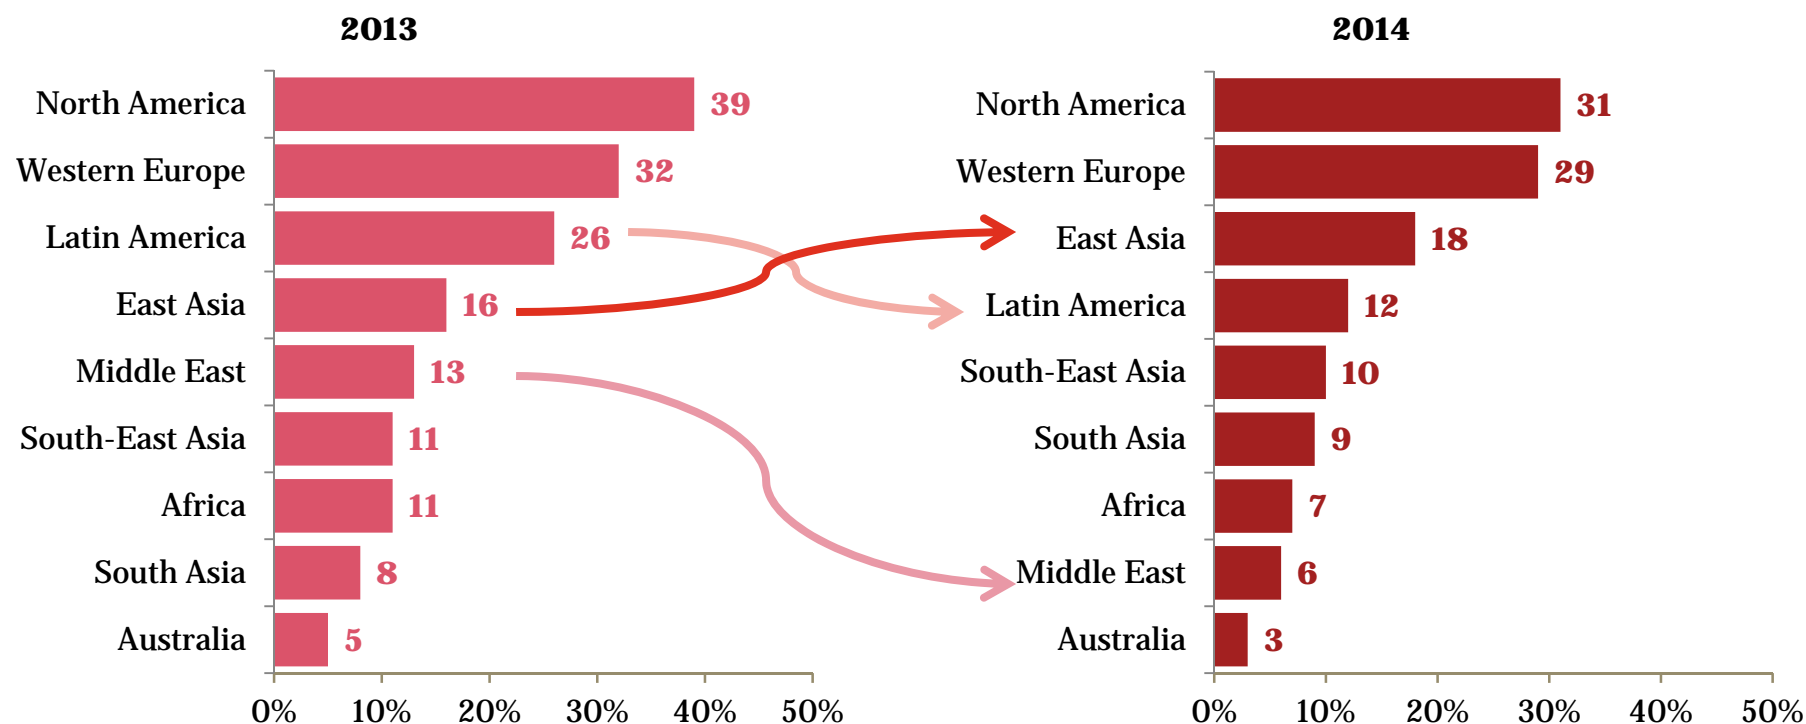 2013
North America 39
Western Europe 32
Latin America 26
East Asia 16
Middle East 13
South-East Asia 11
Africa 11
South Asia 8
Australia 5
0% 10% 20% 30% 40% 50%
2014
North America 31
Western Europe 29
East Asia 18
Latin America 12
South-East Asia 10
South Asia 9
Africa 7
Middle East 6
Australia 3
0% 10% 20% 30% 40% 50%